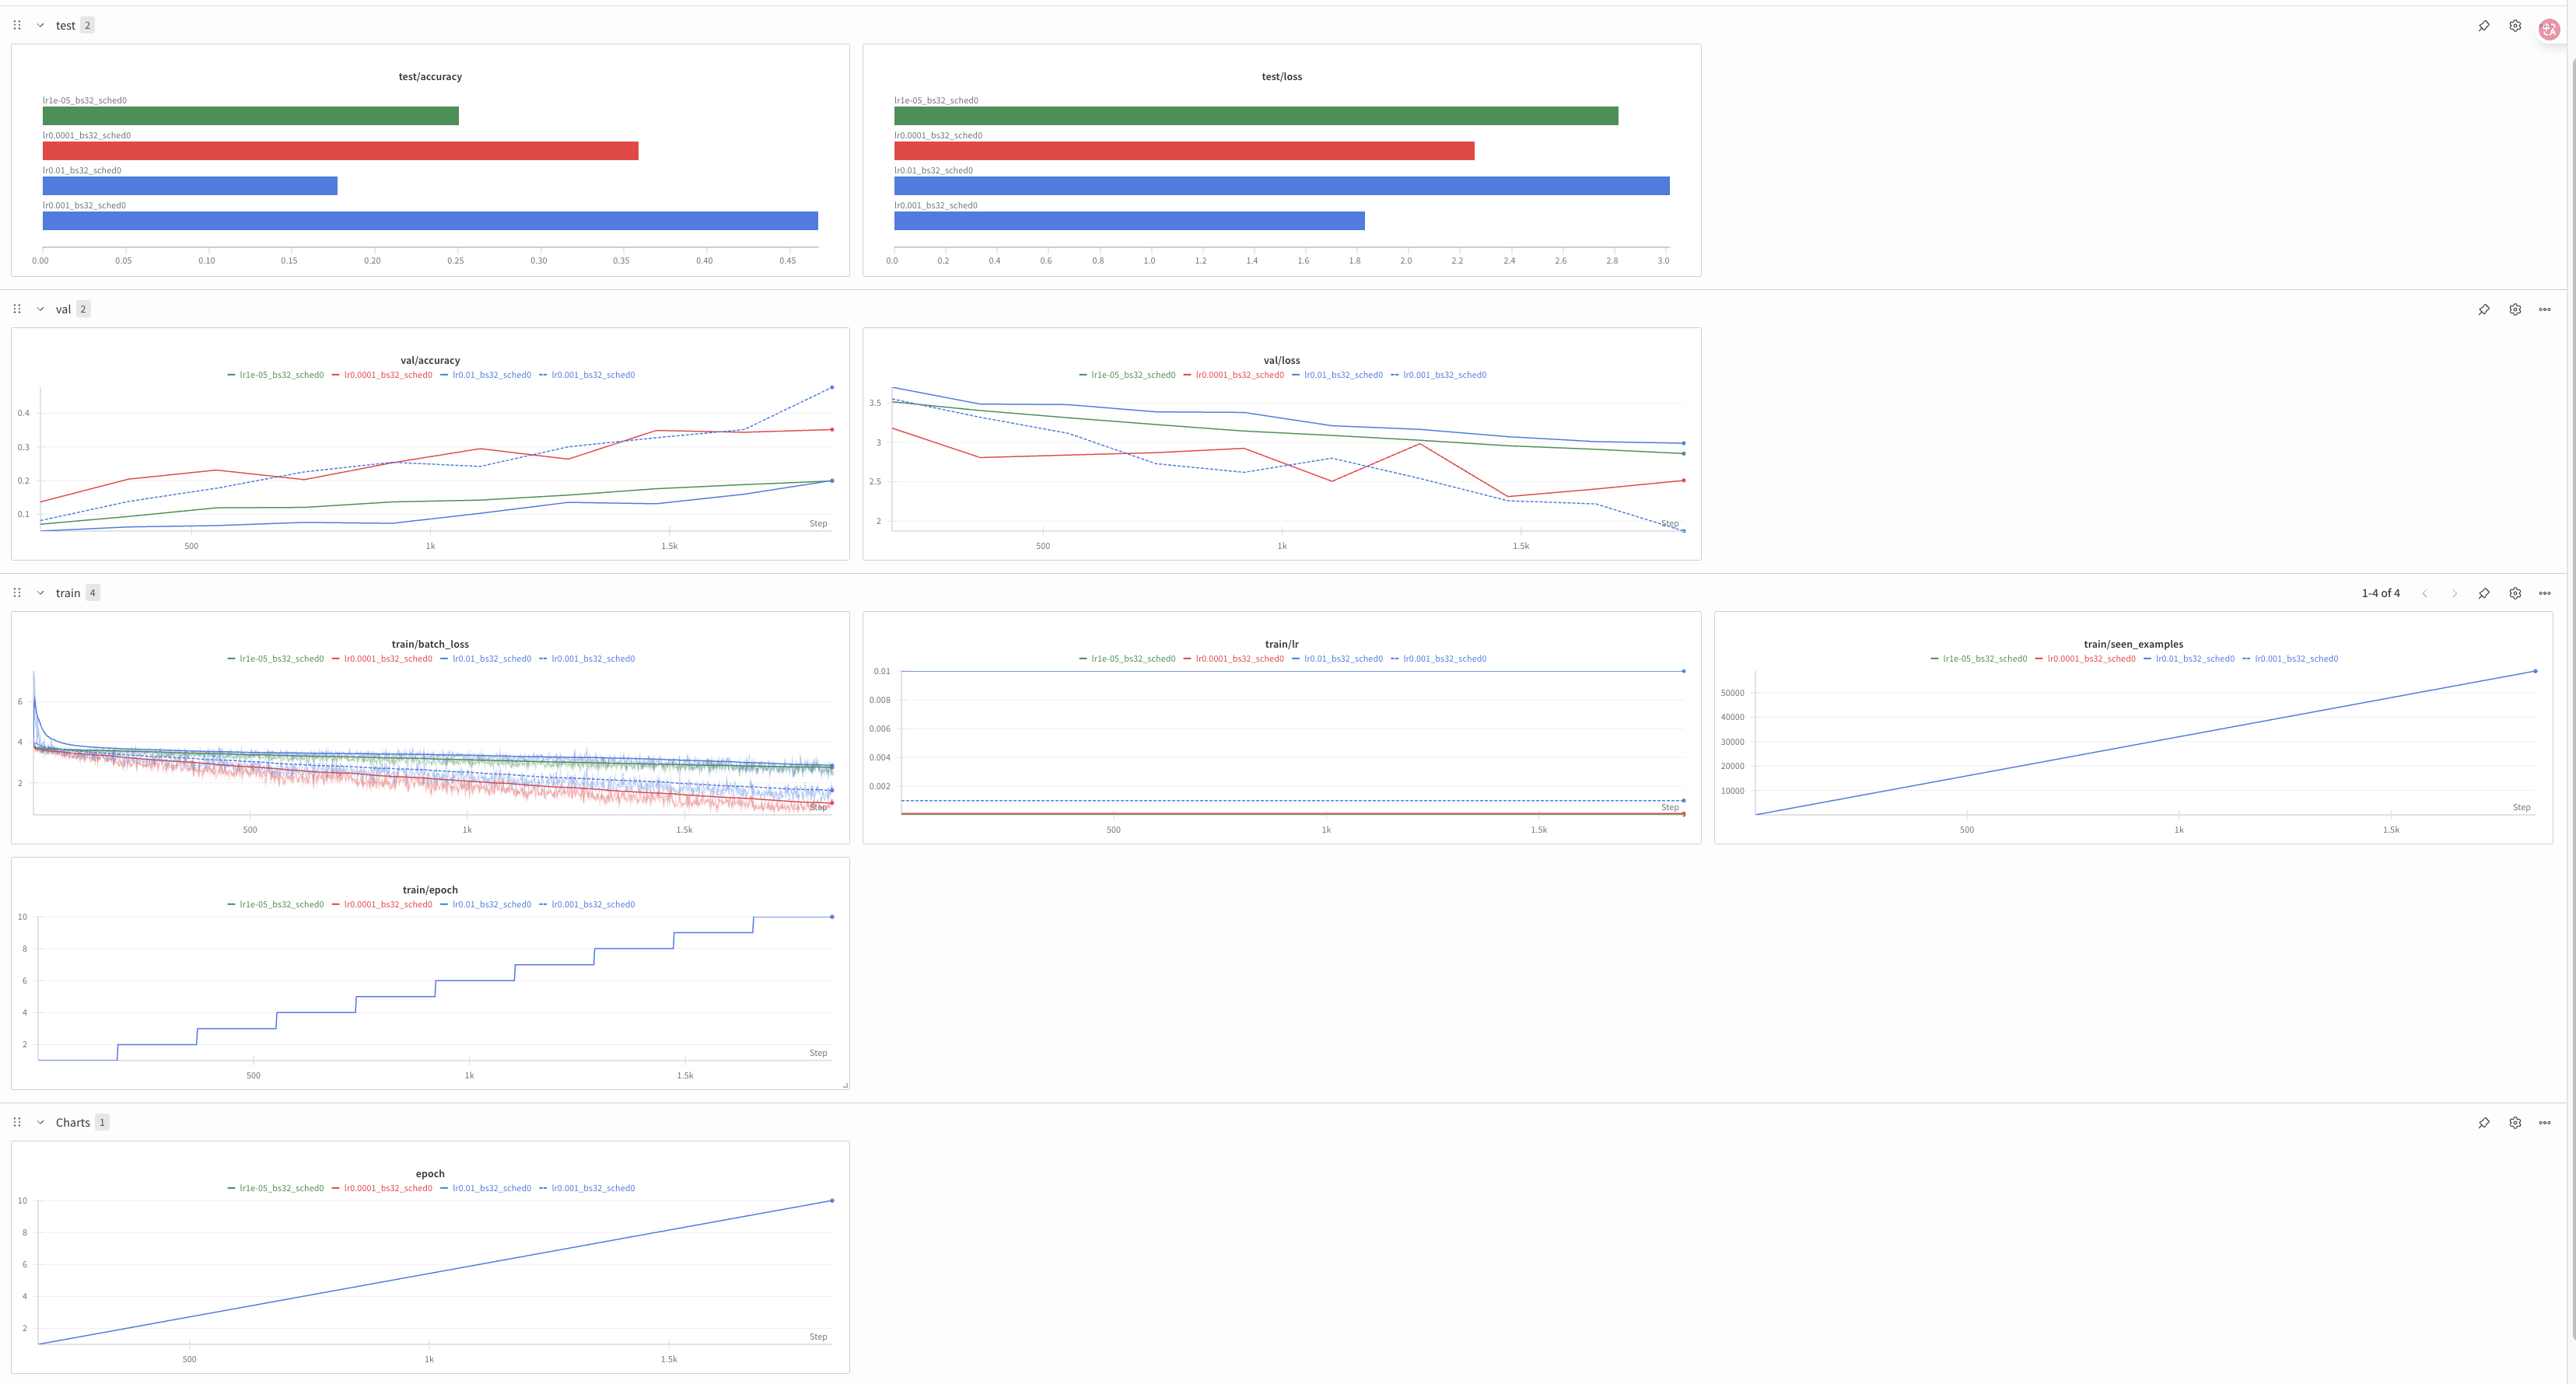 test 2
test/accuracy
lr1e-05_bs32_sched0
lr0.0001_bs32_sched0
lr0.01_bs32_sched0
lr0.001_bs32_sched0
0.00 0.05 0.10 0.15 0.20 0.25 0.30 0.35 0.40 0.45
test/loss
lr1e-05_bs32_sched0
lr0.0001_bs32_sched0
lr0.01_bs32_sched0
lr0.001_bs32_sched0
0.0 0.2 0.4 0.6 0.8 1.0 1.2 1.4 1.6 1.8 2.0 2.2 2.4 2.6 2.8 3.0
val 2
val/accuracy
lr1e-05_bs32_sched0 lr0.0001_bs32_sched0 lr0.01_bs32_sched0 lr0.001_bs32_sched0
0.4
0.3
0.2
0.1
Step
500 1k 1.5k
val/loss
lr1e-05_bs32_sched0 lr0.0001_bs32_sched0 lr0.01_bs32_sched0 lr0.001_bs32_sched0
3.5
3
2.5
2
Step
500 1k 1.5k
train 4
1-4 of 4
train/batch_loss
lr1e-05_bs32_sched0 lr0.0001_bs32_sched0 lr0.01_bs32_sched0 lr0.001_bs32_sched0
6
4
2
Step
500 1k 1.5k
train/lr
lr1e-05_bs32_sched0 lr0.0001_bs32_sched0 lr0.01_bs32_sched0 lr0.001_bs32_sched0
0.01
0.008
0.006
0.004
0.002
Step
500 1k 1.5k
train/seen_examples
lr1e-05_bs32_sched0 lr0.0001_bs32_sched0 lr0.01_bs32_sched0 lr0.001_bs32_sched0
50000
40000
30000
20000
10000
Step
500 1k 1.5k
train/epoch
lr1e-05_bs32_sched0 lr0.0001_bs32_sched0 lr0.01_bs32_sched0 lr0.001_bs32_sched0
10
8
6
4
2
Step
500 1k 1.5k
Charts 1
epoch
lr1e-05_bs32_sched0 lr0.0001_bs32_sched0 lr0.01_bs32_sched0 lr0.001_bs32_sched0
10
8
6
4
2
Step
500 1k 1.5k